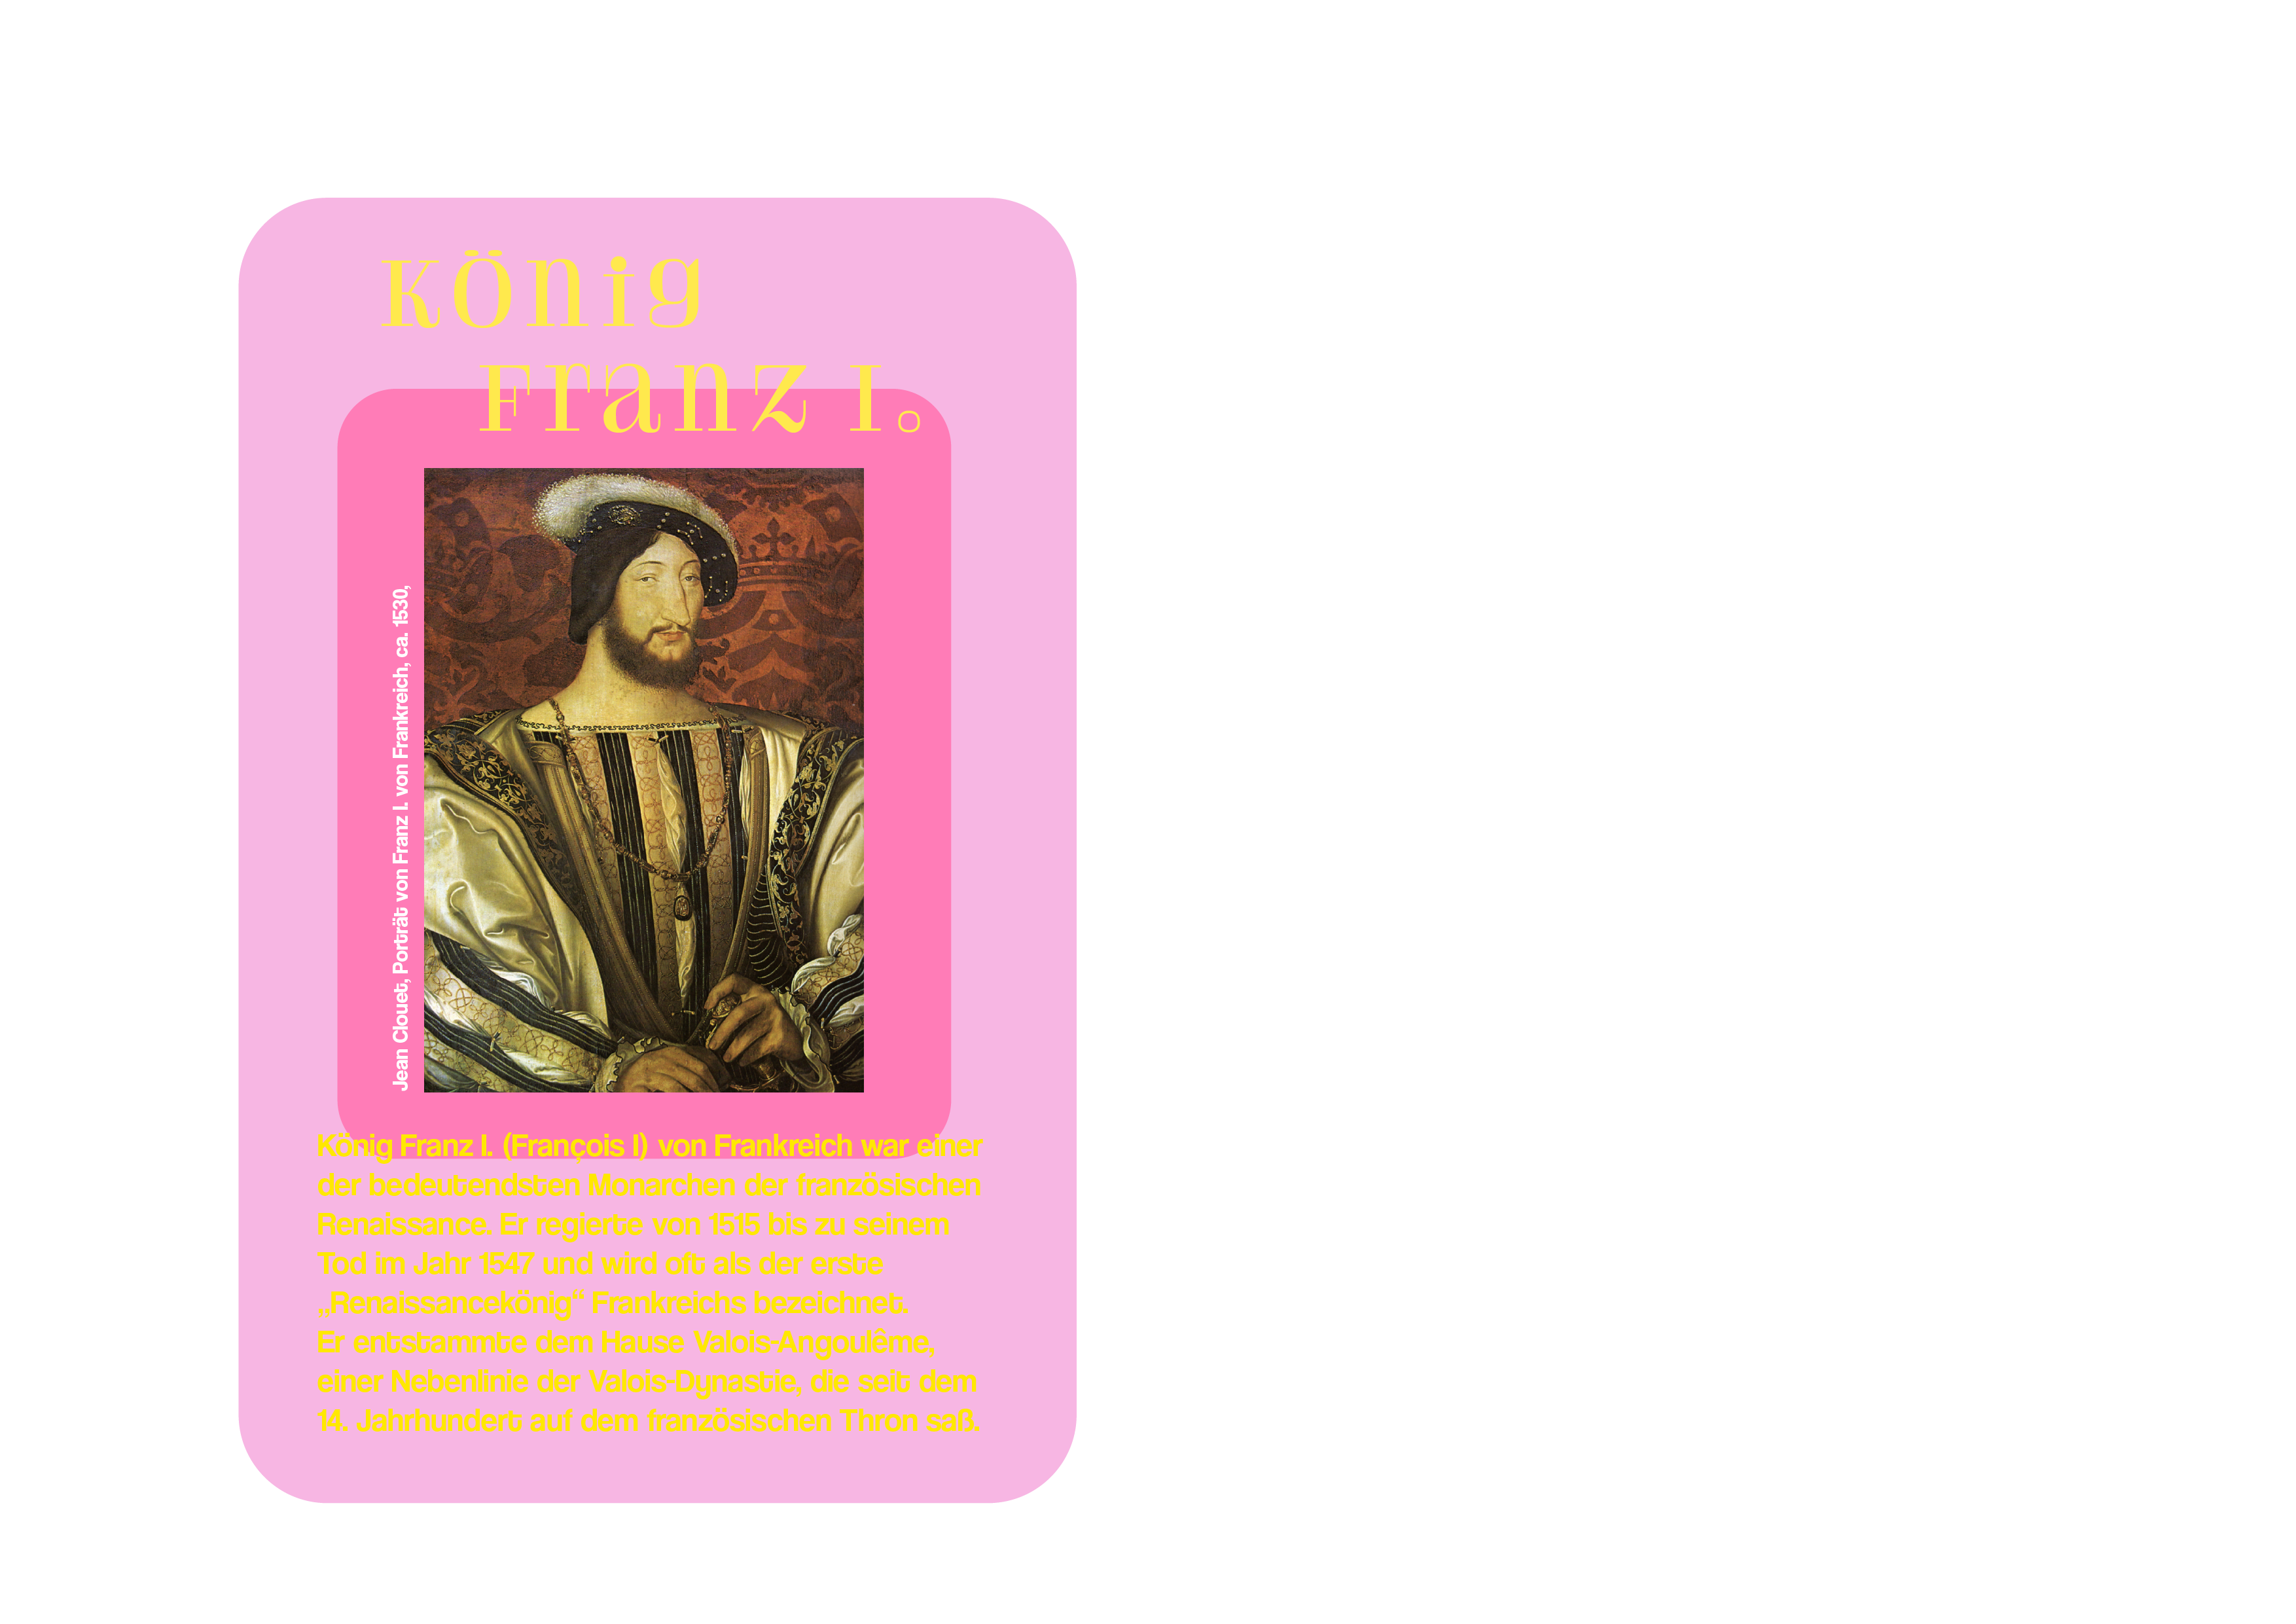 König
Franz I.
Jean Clouet, Porträt von Franz I. von Frankreich, ca. 1530,
König Franz I. (François I) von Frankreich war einer
der bedeutendsten Monarchen der französischen
Renaissance. Er regierte von 1515 bis zu seinem
Tod im Jahr 1547 und wird oft als der erste
„Renaissancekönig“ Frankreichs bezeichnet.
Er entstammte dem Hause Valois-Angoulême,
einer Nebenlinie der Valois-Dynastie, die seit dem
14. Jahrhundert auf dem französischen Thron saß.